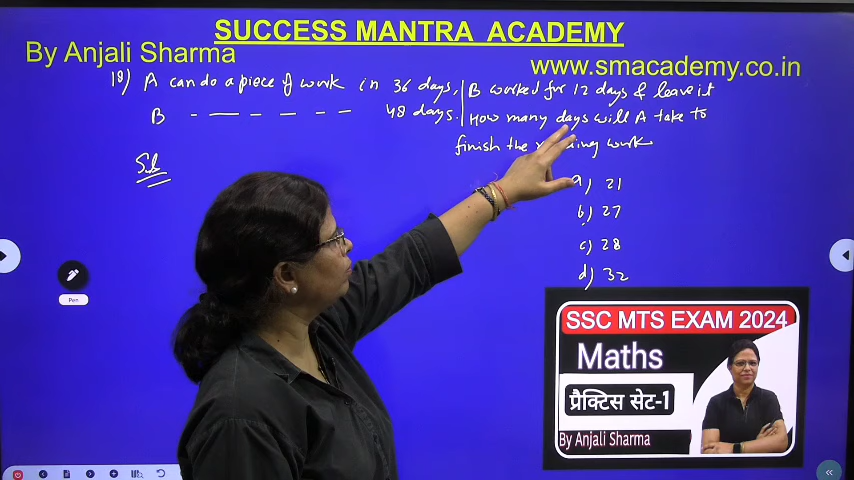 SUCCESS MANTRA ACADEMY
By Anjali Sharma
www.smacademy.co.in
18) A can do a piece of work in 36 days,
B - — - - - - 48 days.
B worked for 12 days & leave it
How many days will A take to
finish the work
Sol
a) 21
b) 27
c) 28
d) 32
Pen
SSC MTS EXAM 2024
Maths
प्रैक्टिस सेट-1
By Anjali Sharma